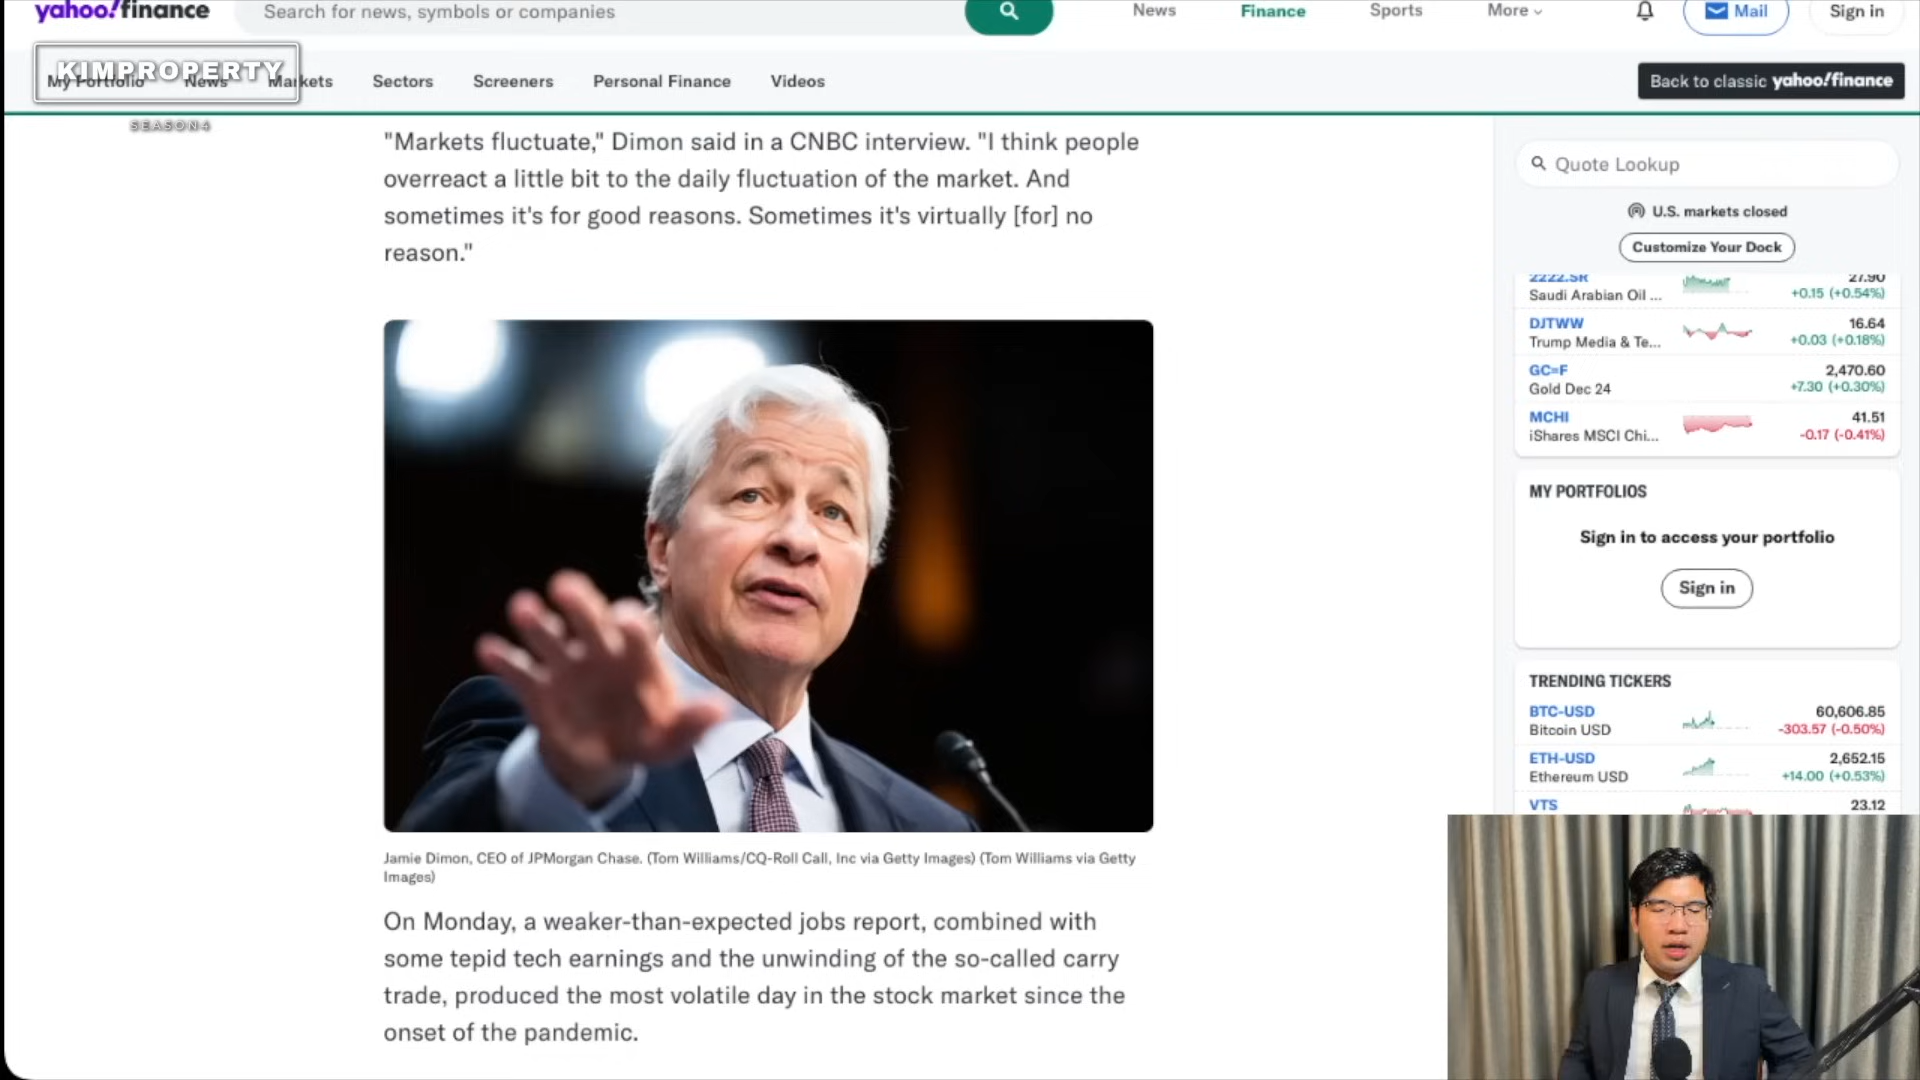 yahoo!finance
Search for news, symbols or companies
News
Finance
Sports
More
Mail
Sign in
KIMPROPERTY
SEASON4
My Portfolio
News
Markets
Sectors
Screeners
Personal Finance
Videos
Back to classic yahoo!finance
"Markets fluctuate," Dimon said in a CNBC interview. "I think people
overreact a little bit to the daily fluctuation of the market. And
sometimes it's for good reasons. Sometimes it's virtually [for] no
reason."
Jamie Dimon, CEO of JPMorgan Chase. (Tom Williams/CQ-Roll Call, Inc via Getty Images) (Tom Williams via Getty
Images)
On Monday, a weaker-than-expected jobs report, combined with
some tepid tech earnings and the unwinding of the so-called carry
trade, produced the most volatile day in the stock market since the
onset of the pandemic.
Quote Lookup
U.S. markets closed
Customize Your Dock
2222.SR 27.90
Saudi Arabian Oil ... +0.15 (+0.54%)
DJTWW 16.64
Trump Media & Te... +0.03 (+0.18%)
GC=F 2,470.60
Gold Dec 24 +7.30 (+0.30%)
MCHI 41.51
iShares MSCI Chi... -0.17 (-0.41%)
MY PORTFOLIOS
Sign in to access your portfolio
Sign in
TRENDING TICKERS
BTC-USD 60,606.85
Bitcoin USD -303.57 (-0.50%)
ETH-USD 2,652.15
Ethereum USD +14.00 (+0.53%)
VTS 23.12